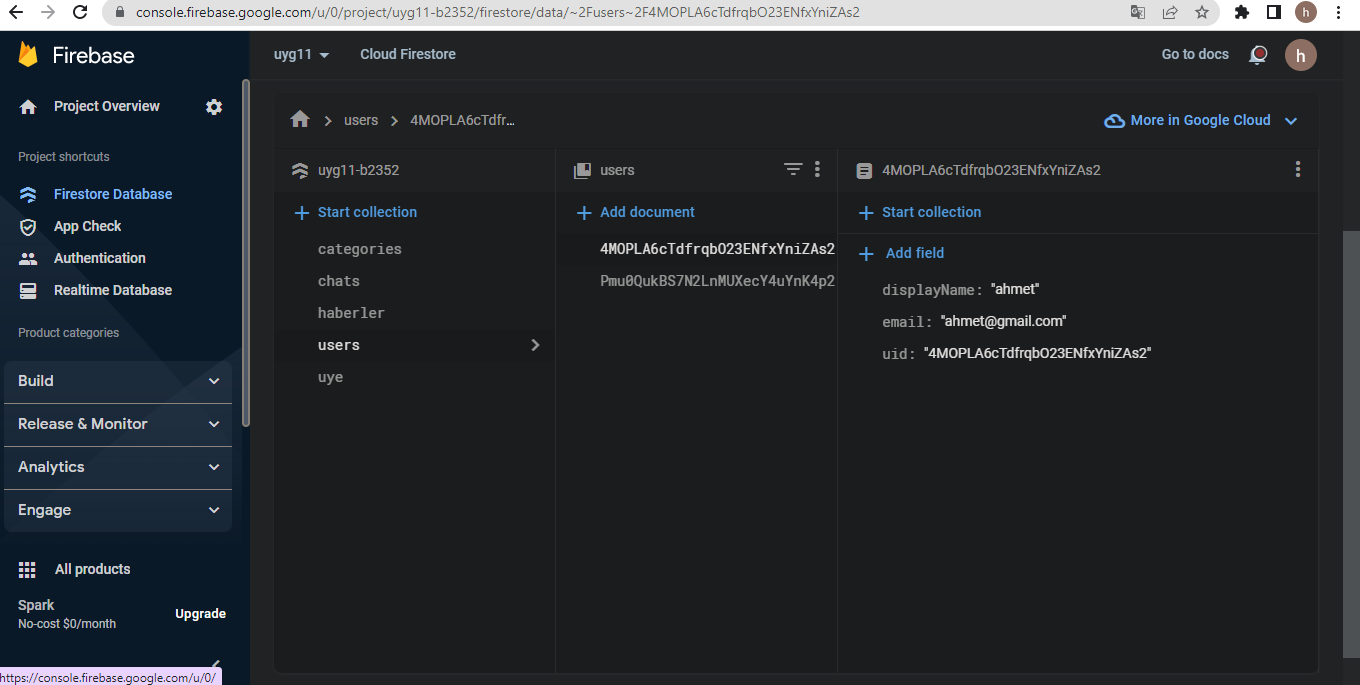 console.firebase.google.com/u/0/project/uyg11-b2352/firestore/data/~2Fusers~2F4MOPLA6cTdfrqbO23ENfxYniZAs2
h
Firebase
uyg11
Cloud Firestore
Go to docs
h
Project Overview
Project shortcuts
Firestore Database
App Check
Authentication
Realtime Database
Product categories
Build
Release & Monitor
Analytics
Engage
All products
Spark
No-cost $0/month
Upgrade
https://console.firebase.google.com/u/0/
users
4MOPLA6cTdfr...
More in Google Cloud
uyg11-b2352
Start collection
categories
chats
haberler
users
uye
users
Add document
4MOPLA6cTdfrqbO23ENfxYniZAs2
Pmu0QukBS7N2LnMUXecY4uYnK4p2
4MOPLA6cTdfrqbO23ENfxYniZAs2
Start collection
Add field
displayName: "ahmet"
email: "ahmet@gmail.com"
uid: "4MOPLA6cTdfrqbO23ENfxYniZAs2"